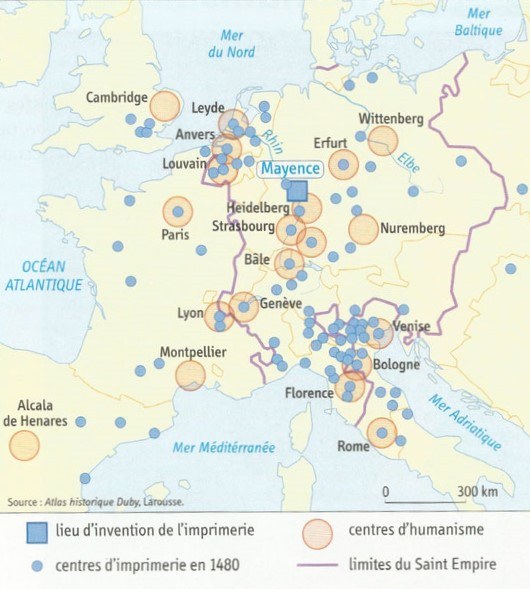 Mer
Baltique
Mer
du Nord
Cambridge
Leyde
Anvers
Rhin
Wittenberg
Erfurt
Elbe
Louvain
Mayence
Heidelberg
Strasbourg
Paris
Nuremberg
Bâle
OCÉAN
ATLANTIQUE
Genève
Lyon
Venise
Montpellier
Bologne
Florence
Alcala
de Henares
Mer Adriatique
Rome
Mer Méditérranée
0 300 km
Source : Atlas historique Duby, Larousse.
lieu d'invention de l'imprimerie
centres d'humanisme
centres d'imprimerie en 1480
limites du Saint Empire